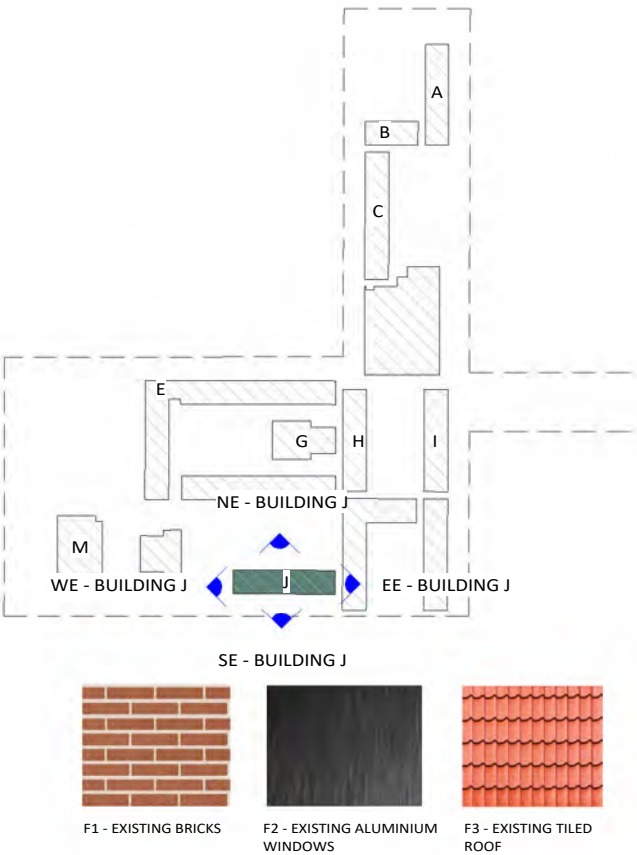 A
B
C
E
G
H
I
NE - BUILDING J
M
WE - BUILDING J
J
EE - BUILDING J
SE - BUILDING J
F1 - EXISTING BRICKS
F2 - EXISTING ALUMINIUM
WINDOWS
F3 - EXISTING TILED
ROOF